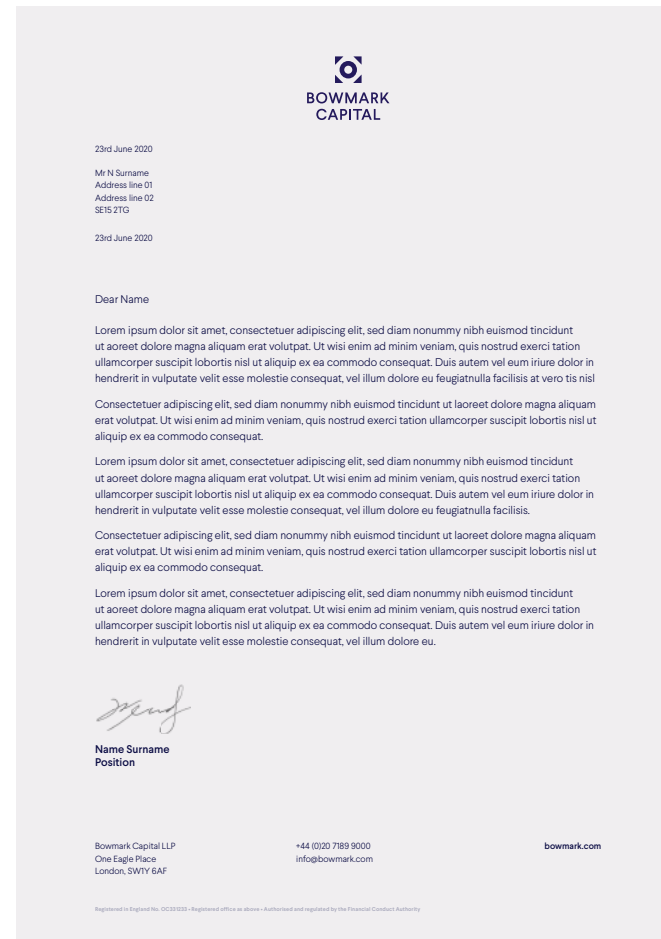 BOWMARK
CAPITAL
23rd June 2020
Mr N Surname
Address line 01
Address line 02
SE15 2TG
23rd June 2020
Dear Name
Lorem ipsum dolor sit amet, consectetuer adipiscing elit, sed diam nonummy nibh euismod tincidunt
ut aoreet dolore magna aliquam erat volutpat. Ut wisi enim ad minim veniam, quis nostrud exerci tation
ullamcorper suscipit lobortis nisl ut aliquip ex ea commodo consequat. Duis autem vel eum iriure dolor in
hendrerit in vulputate velit esse molestie consequat, vel illum dolore eu feugiatnulla facilisis at vero tis nisl
Consectetuer adipiscing elit, sed diam nonummy nibh euismod tincidunt ut laoreet dolore magna aliquam
erat volutpat. Ut wisi enim ad minim veniam, quis nostrud exerci tation ullamcorper suscipit lobortis nisl ut
aliquip ex ea commodo consequat.
Lorem ipsum dolor sit amet, consectetuer adipiscing elit, sed diam nonummy nibh euismod tincidunt
ut aoreet dolore magna aliquam erat volutpat. Ut wisi enim ad minim veniam, quis nostrud exerci tation
ullamcorper suscipit lobortis nisl ut aliquip ex ea commodo consequat. Duis autem vel eum iriure dolor in
hendrerit in vulputate velit esse molestie consequat, vel illum dolore eu feugiatnulla facilisis.
Consectetuer adipiscing elit, sed diam nonummy nibh euismod tincidunt ut laoreet dolore magna aliquam
erat volutpat. Ut wisi enim ad minim veniam, quis nostrud exerci tation ullamcorper suscipit lobortis nisl ut
aliquip ex ea commodo consequat.
Lorem ipsum dolor sit amet, consectetuer adipiscing elit, sed diam nonummy nibh euismod tincidunt
ut aoreet dolore magna aliquam erat volutpat. Ut wisi enim ad minim veniam, quis nostrud exerci tation
ullamcorper suscipit lobortis nisl ut aliquip ex ea commodo consequat. Duis autem vel eum iriure dolor in
hendrerit in vulputate velit esse molestie consequat, vel illum dolore eu.
Name Surname
Position
Bowmark Capital LLP
One Eagle Place
London, SW1Y 6AF
+44 (0)20 7189 9000
info@bowmark.com
bowmark.com
Registered in England No. • Registered office as above • Authorised and regulated by the Financial Conduct Authority